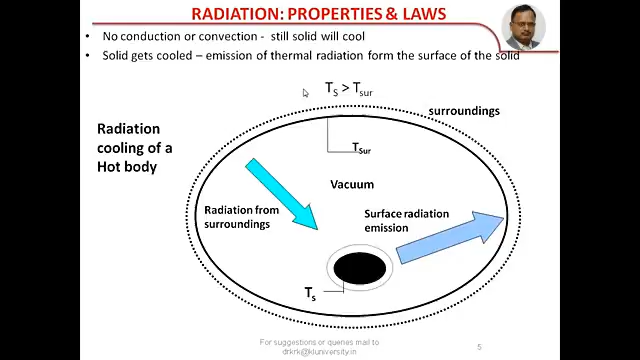 RADIATION: PROPERTIES & LAWS
• No conduction or convection - still solid will cool
• Solid gets cooled – emission of thermal radiation form the surface of the solid
TS > Tsur
surroundings
Radiation
cooling of a
Hot body
TSur
Vacuum
Radiation from
surroundings
Surface radiation
emission
Ts
For suggestions or queries mail to
drkrk@kluniversity.in
5